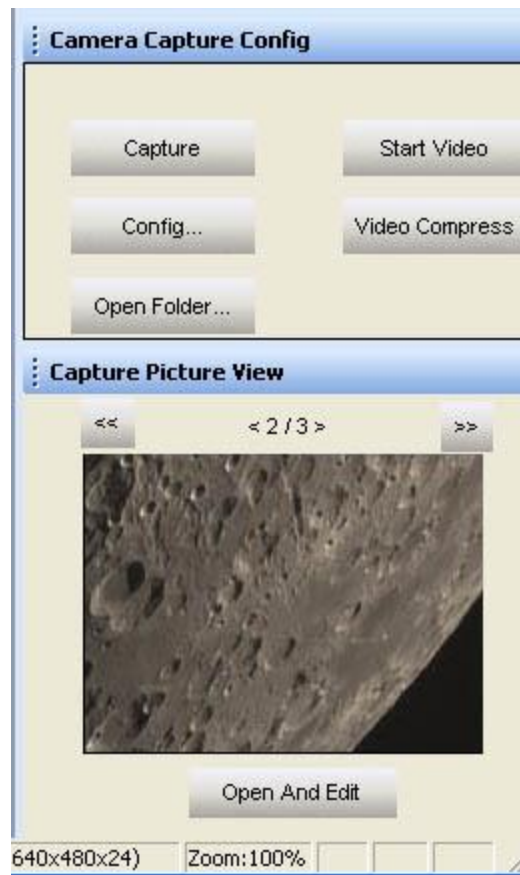 Camera Capture Config
Capture Start Video
Config... Video Compress
Open Folder...
Capture Picture View
<< < 2 / 3 > >>
Open And Edit
640x480x24) Zoom:100%